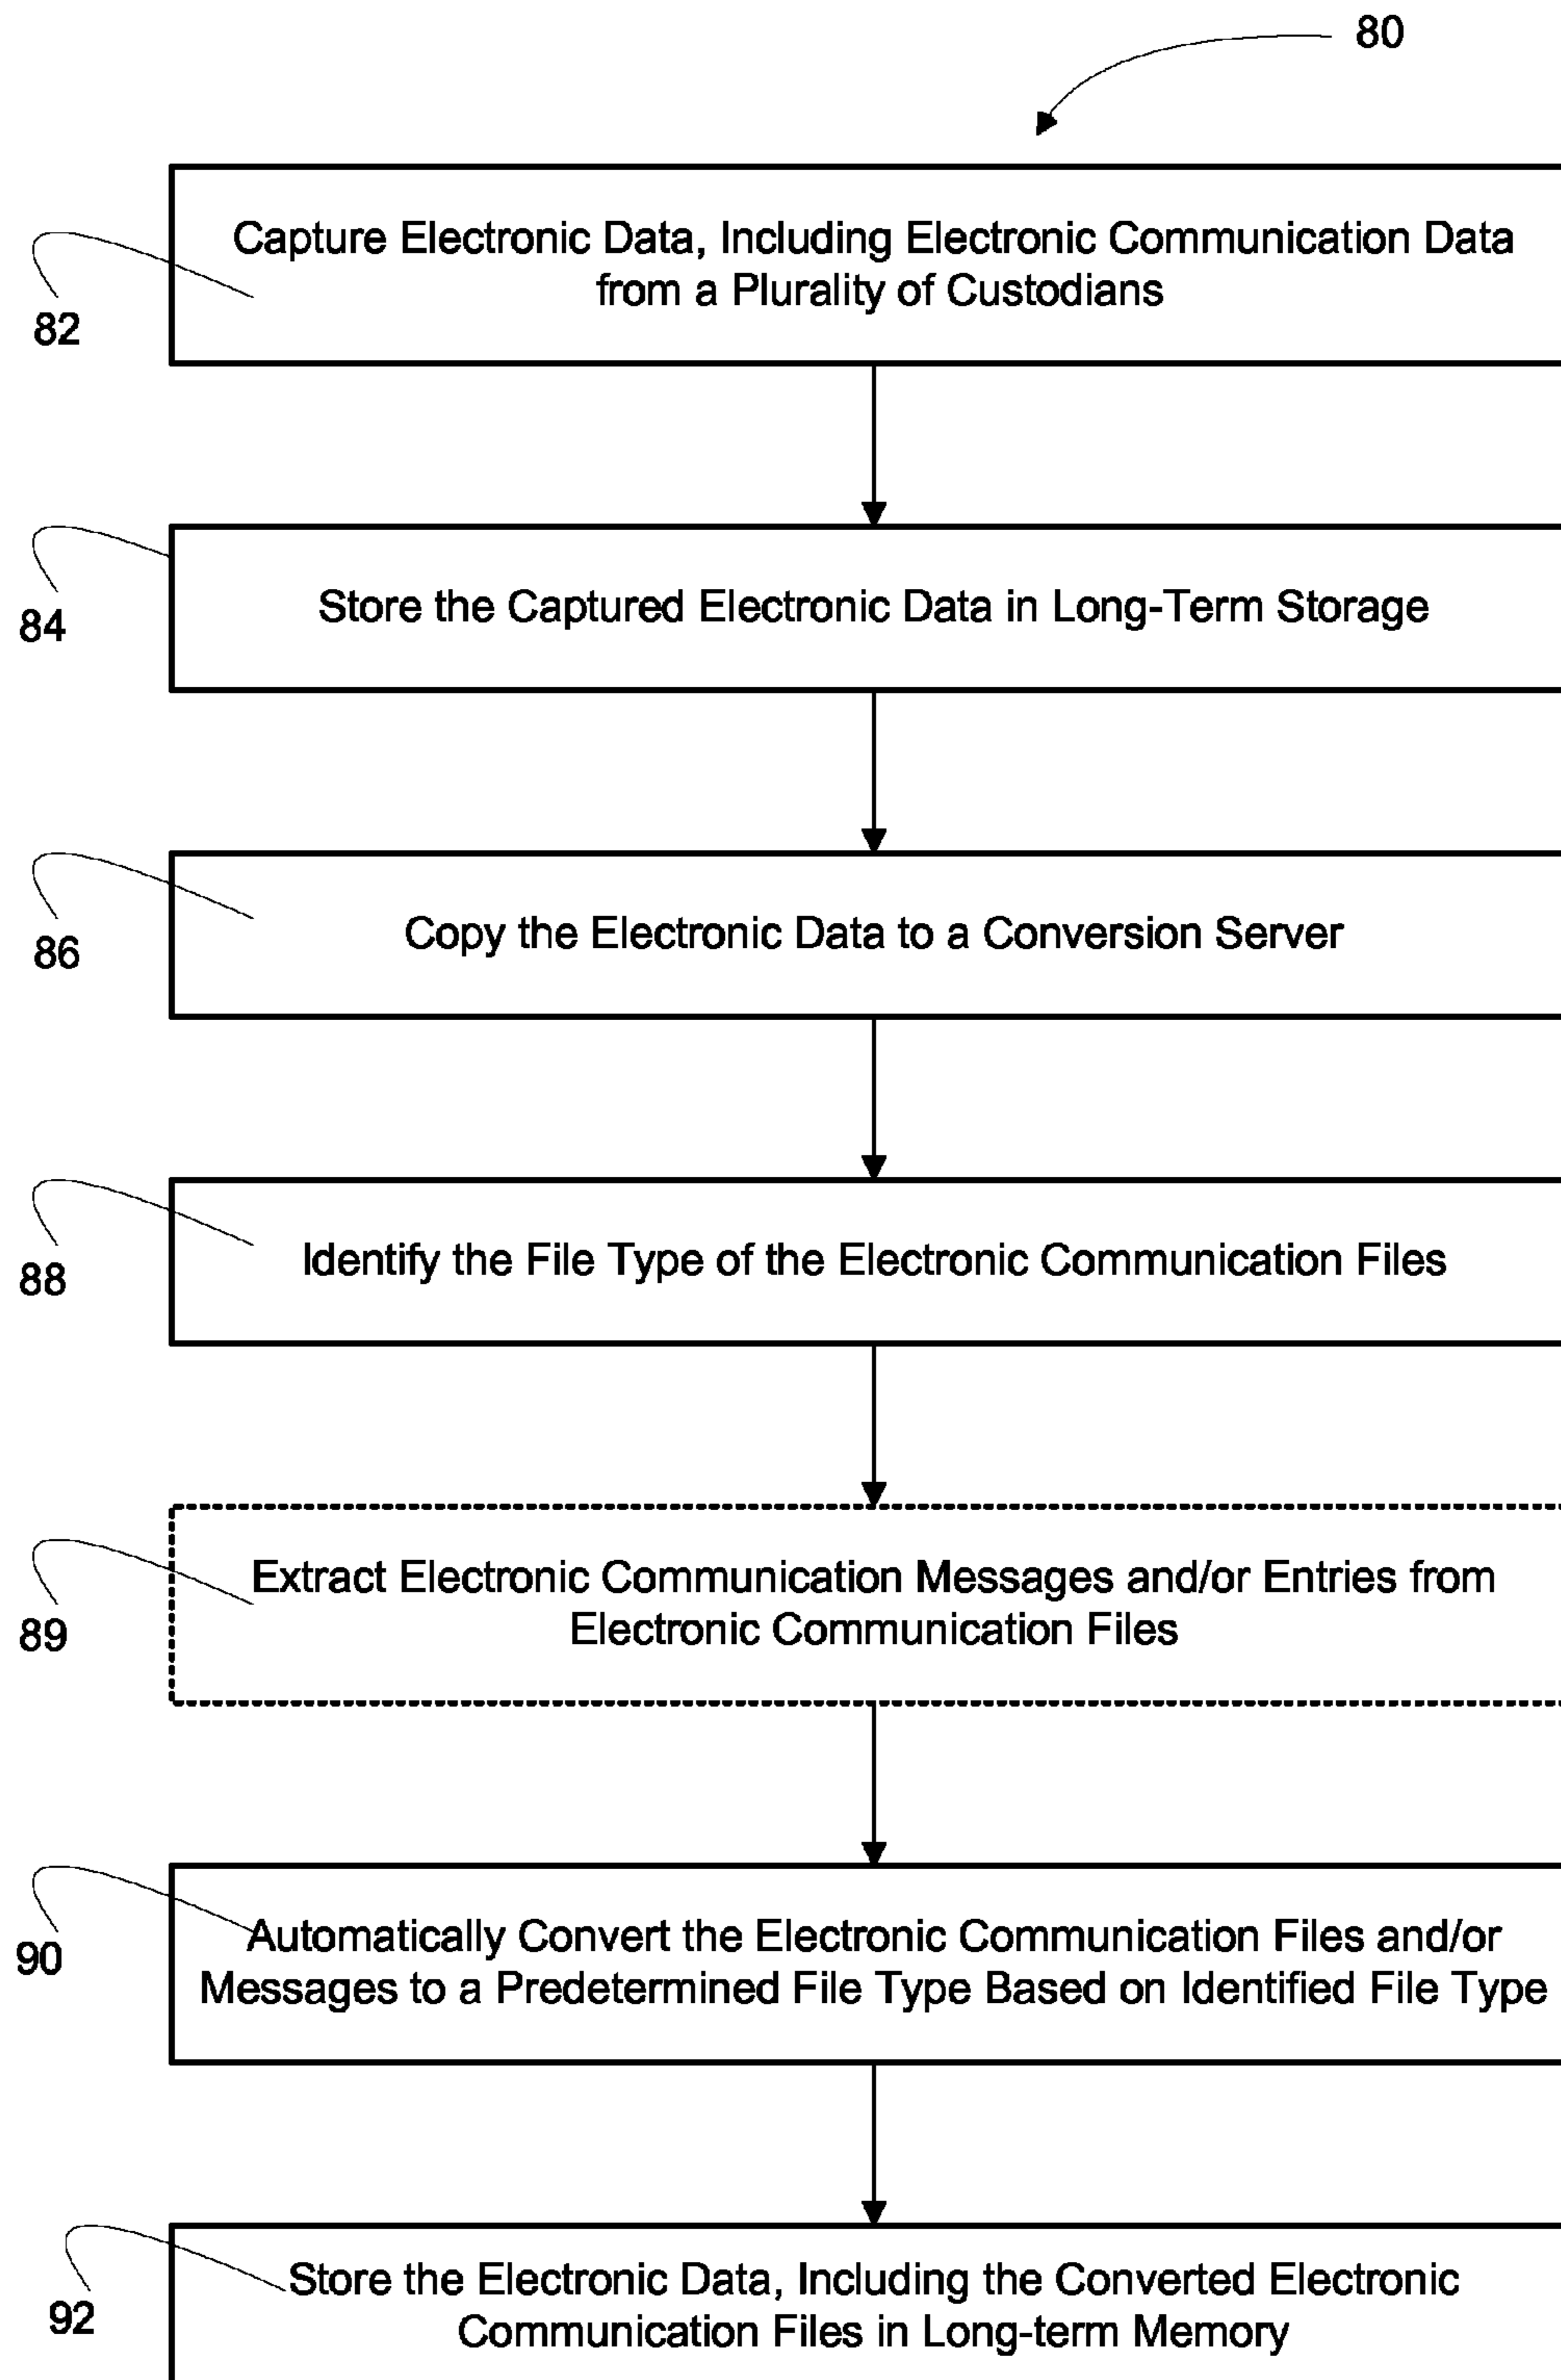 80
Capture Electronic Data, Including Electronic Communication Data
from a Plurality of Custodians
82
Store the Captured Electronic Data in Long-Term Storage
84
Copy the Electronic Data to a Conversion Server
86
Identify the File Type of the Electronic Communication Files
88
Extract Electronic Communication Messages and/or Entries from
Electronic Communication Files
89
Automatically Convert the Electronic Communication Files and/or
Messages to a Predetermined File Type Based on Identified File Type
90
Store the Electronic Data, Including the Converted Electronic
Communication Files in Long-term Memory
92